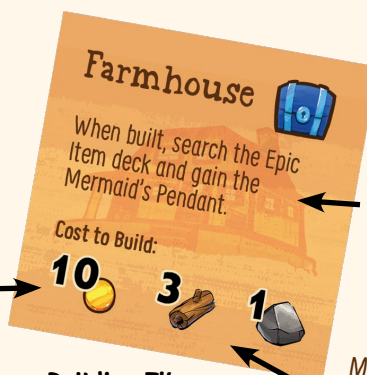 Farmhouse
When built, search the Epic
Item deck and gain the
Mermaid's Pendant.
Cost to Build:
10 3 1